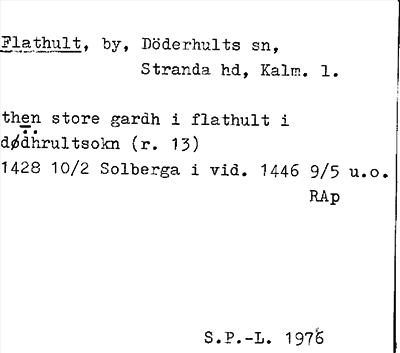 Flathult, by, Döderhults sn,
Stranda hd, Kalm. l.
then store gardh i flathult i
dødhrultsokn (r. 13)
1428 10/2 Solberga i vid. 1446 9/5 u.o.
RAp
S.P.-L. 1976